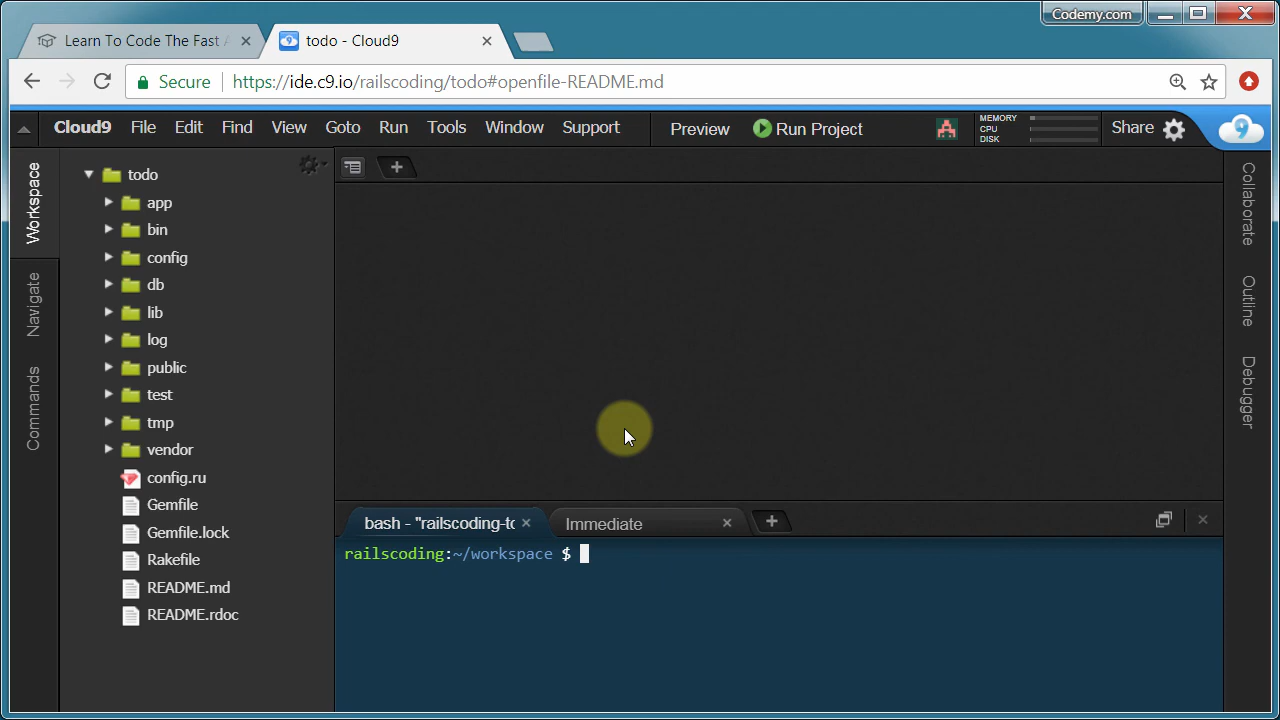 Codemy.com
Learn To Code The Fast
todo - Cloud9
Secure
https://ide.c9.io/railscoding/todo#openfile-README.md
Cloud9 File Edit Find View Goto Run Tools Window Support Preview Run Project MEMORY CPU DISK Share 9
Workspace
Navigate
Commands
todo
app
bin
config
db
lib
log
public
test
tmp
vendor
config.ru
Gemfile
Gemfile.lock
Rakefile
README.md
README.rdoc
bash - "railscoding-to
Immediate
railscoding:~/workspace $
Collaborate
Outline
Debugger